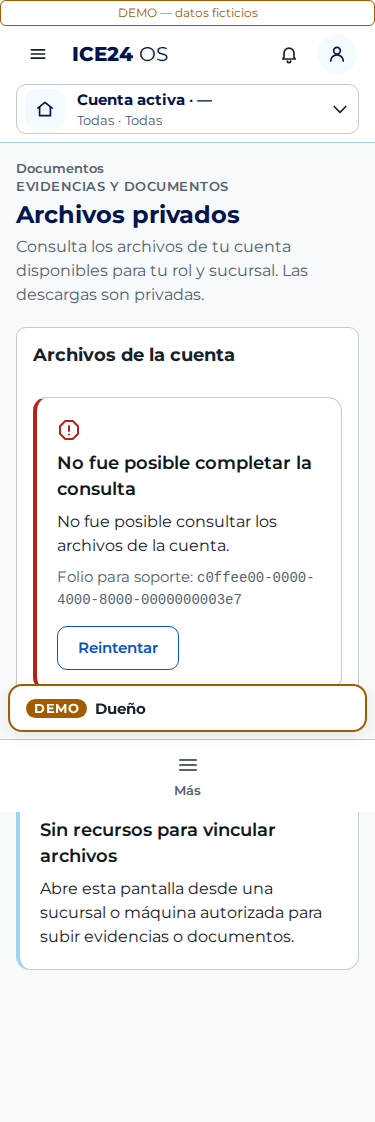 DEMO — datos ficticios
ICE24 OS
Cuenta activa · —
Todas · Todas
Documentos
EVIDENCIAS Y DOCUMENTOS
Archivos privados
Consulta los archivos de tu cuenta
disponibles para tu rol y sucursal. Las
descargas son privadas.
Archivos de la cuenta
No fue posible completar la
consulta
No fue posible consultar los
archivos de la cuenta.
Folio para soporte: c0ffee00-0000-
4000-8000-0000000003e7
Reintentar
DEMO Dueño
Más
Sin recursos para vincular
archivos
Abre esta pantalla desde una
sucursal o máquina autorizada para
subir evidencias o documentos.